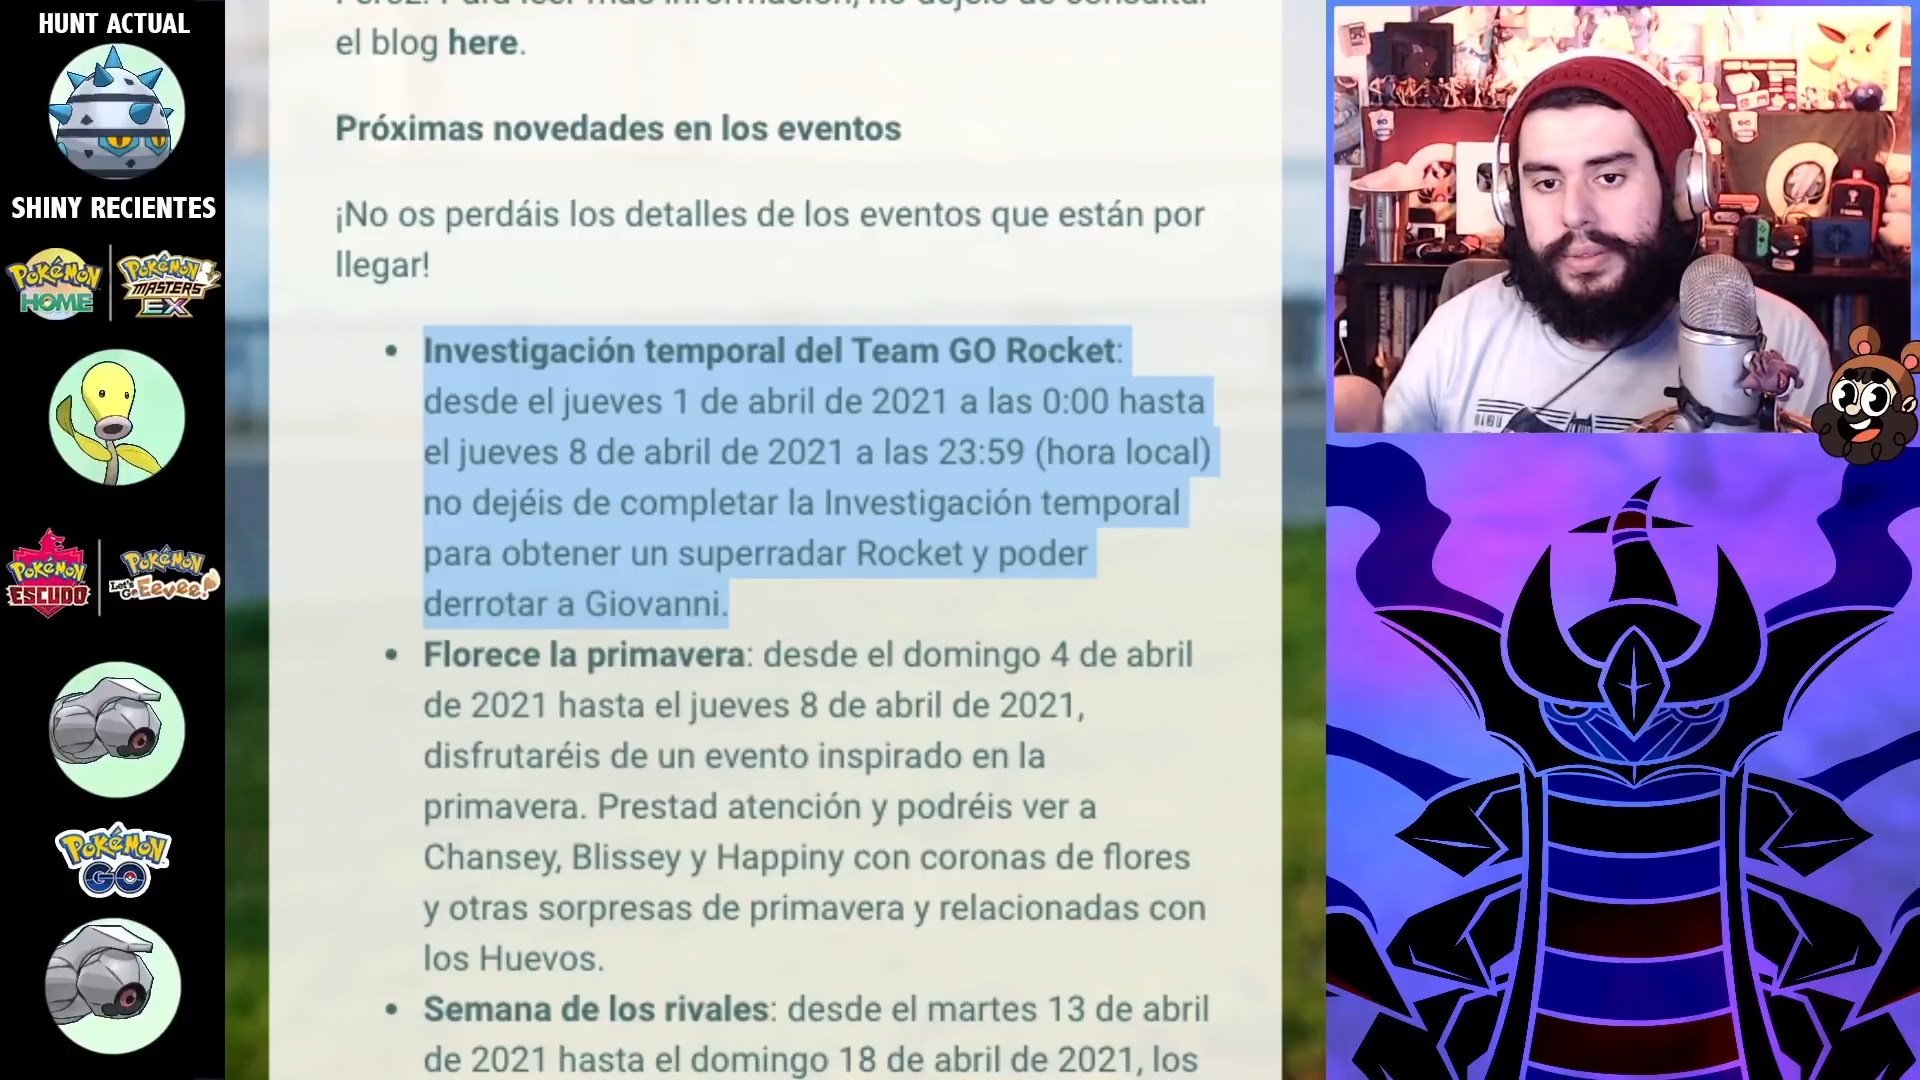 HUNT ACTUAL
SHINY RECIENTES
POKÉMON
HOME
POKÉMON
MASTERS
EX
POKÉMON
ESCUDO
POKÉMON
Let's Go, Eevee!
POKÉMON
GO
el blog here.
Próximas novedades en los eventos
¡No os perdáis los detalles de los eventos que están por
llegar!
• Investigación temporal del Team GO Rocket:
desde el jueves 1 de abril de 2021 a las 0:00 hasta
el jueves 8 de abril de 2021 a las 23:59 (hora local)
no dejéis de completar la Investigación temporal
para obtener un superradar Rocket y poder
derrotar a Giovanni.
• Florece la primavera: desde el domingo 4 de abril
de 2021 hasta el jueves 8 de abril de 2021,
disfrutaréis de un evento inspirado en la
primavera. Prestad atención y podréis ver a
Chansey, Blissey y Happiny con coronas de flores
y otras sorpresas de primavera y relacionadas con
los Huevos.
• Semana de los rivales: desde el martes 13 de abril
de 2021 hasta el domingo 18 de abril de 2021, los